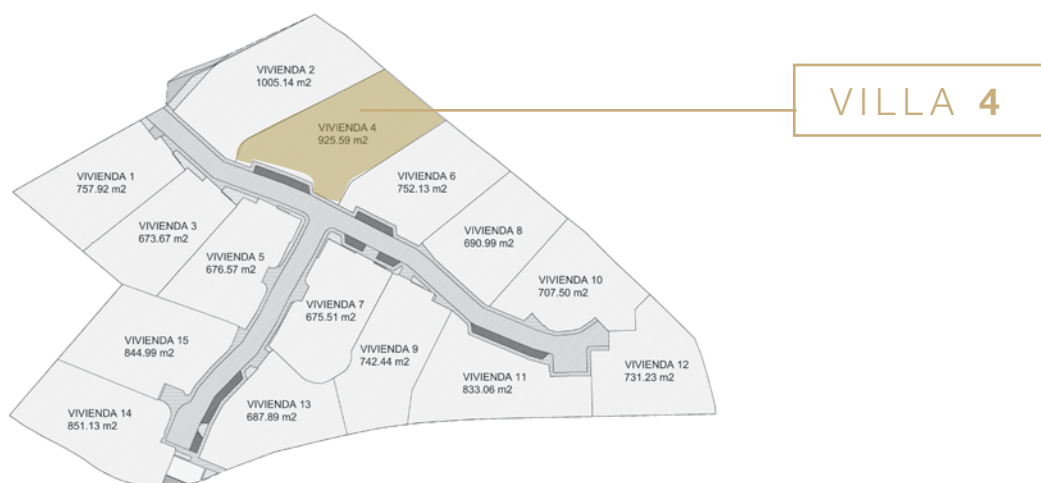 VIVIENDA 2
1005.14 m2
VILLA 4
VIVIENDA 4
925.59 m2
VIVIENDA 1
757.92 m2
VIVIENDA 6
752.13 m2
VIVIENDA 3
673.67 m2
VIVIENDA 8
690.99 m2
VIVIENDA 5
676.57 m2
VIVIENDA 10
707.50 m2
VIVIENDA 7
675.51 m2
VIVIENDA 15
844.99 m2
VIVIENDA 9
742.44 m2
VIVIENDA 12
731.23 m2
VIVIENDA 11
833.06 m2
VIVIENDA 13
687.89 m2
VIVIENDA 14
851.13 m2